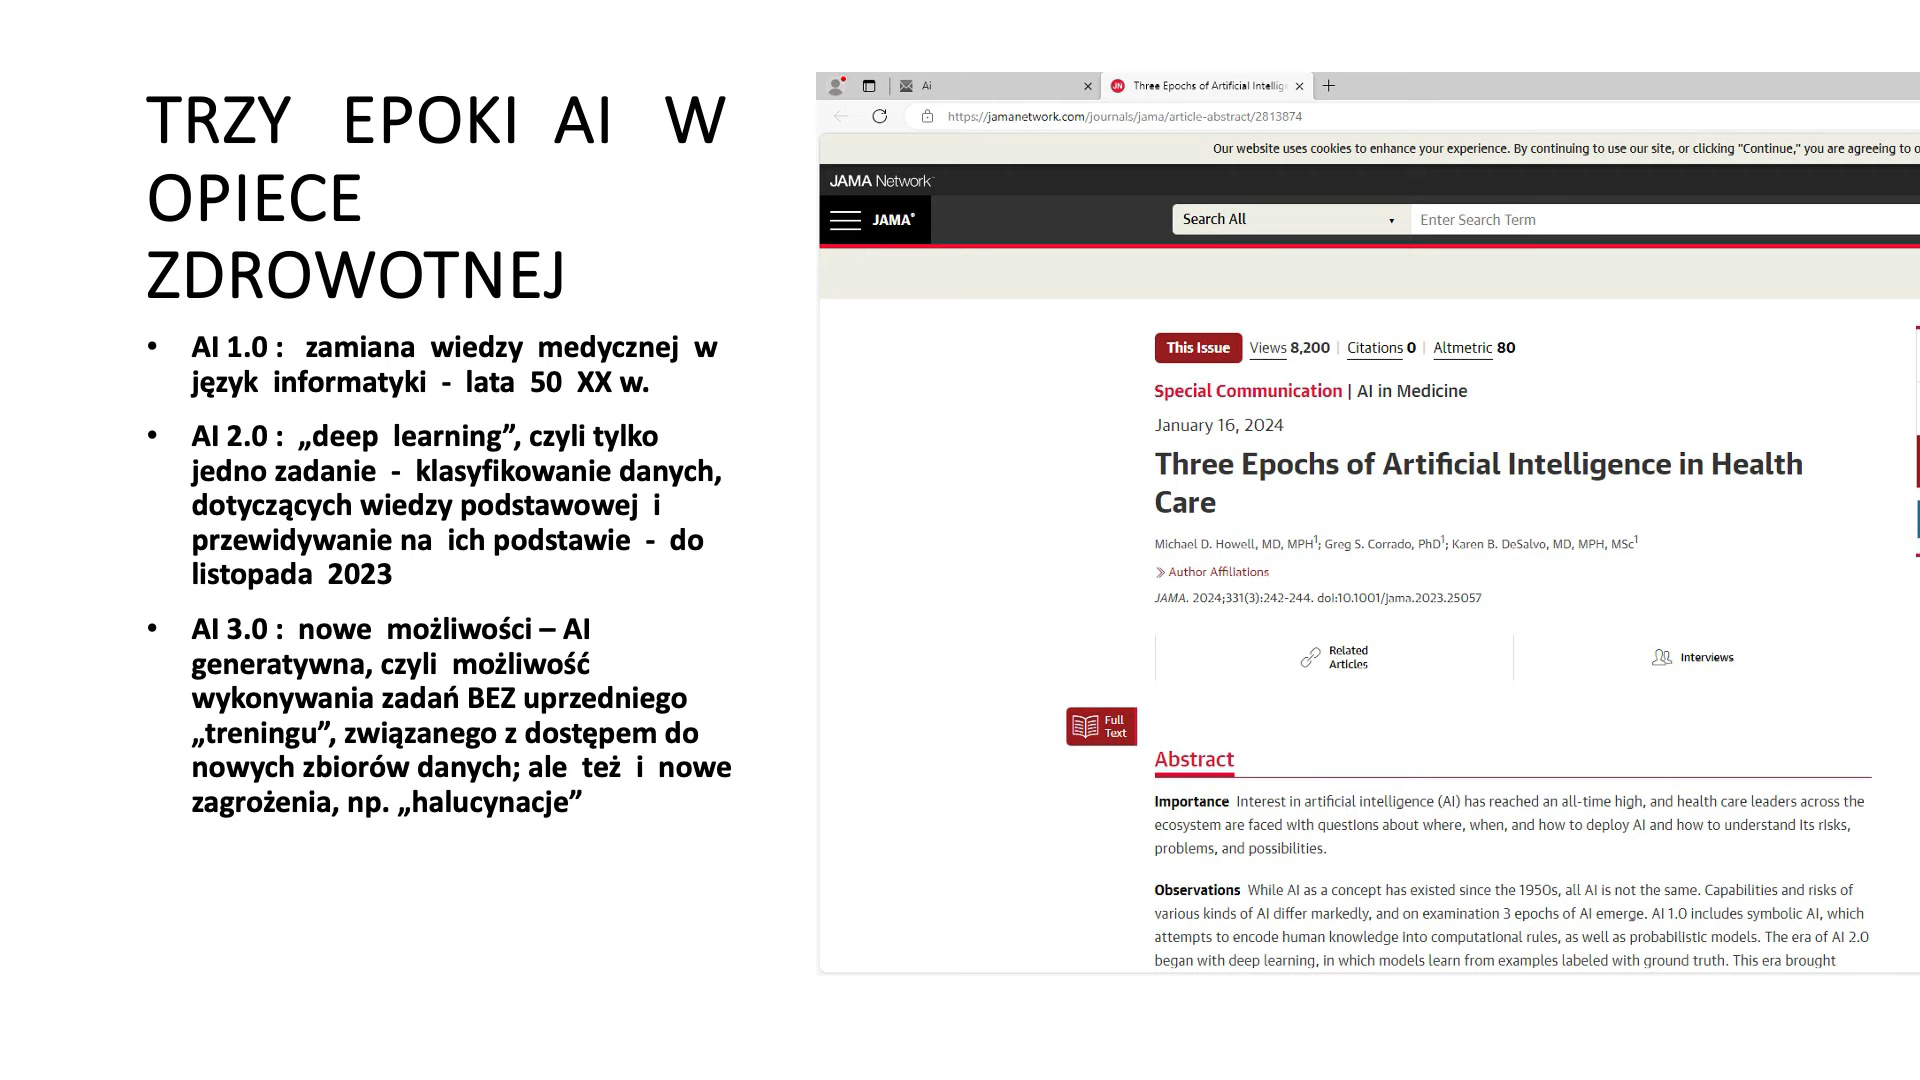 TRZY EPOKI AI W
OPIECE
ZDROWOTNEJ
• AI 1.0 : zamiana wiedzy medycznej w
język informatyki - lata 50 XX w.
• AI 2.0 : „deep learning”, czyli tylko
jedno zadanie - klasyfikowanie danych,
dotyczących wiedzy podstawowej i
przewidywanie na ich podstawie - do
listopada 2023
• AI 3.0 : nowe możliwości – AI
generatywna, czyli możliwość
wykonywania zadań BEZ uprzedniego
„treningu”, związanego z dostępem do
nowych zbiorów danych; ale też i nowe
zagrożenia, np. „halucynacje”
Ai
Three Epochs of Artificial Intellig
https://jamanetwork.com/journals/jama/article-abstract/2813874
Our website uses cookies to enhance your experience. By continuing to use our site, or clicking "Continue," you are agreeing to o
JAMA Network
JAMA®
Search All
Enter Search Term
This Issue Views 8,200 | Citations 0 | Altmetric 80
Special Communication | AI in Medicine
January 16, 2024
Three Epochs of Artificial Intelligence in Health
Care
Michael D. Howell, MD, MPH1; Greg S. Corrado, PhD1; Karen B. DeSalvo, MD, MPH, MSc1
Author Affiliations
JAMA. 2024;331(3):242-244. doi:10.1001/jama.2023.25057
Related
Articles
Interviews
Full
Text
Abstract
Importance Interest in artificial intelligence (AI) has reached an all-time high, and health care leaders across the
ecosystem are faced with questions about where, when, and how to deploy AI and how to understand its risks,
problems, and possibilities.
Observations While AI as a concept has existed since the 1950s, all AI is not the same. Capabilities and risks of
various kinds of AI differ markedly, and on examination 3 epochs of AI emerge. AI 1.0 includes symbolic AI, which
attempts to encode human knowledge into computational rules, as well as probabilistic models. The era of AI 2.0
began with deep learning, in which models learn from examples labeled with ground truth. This era brought